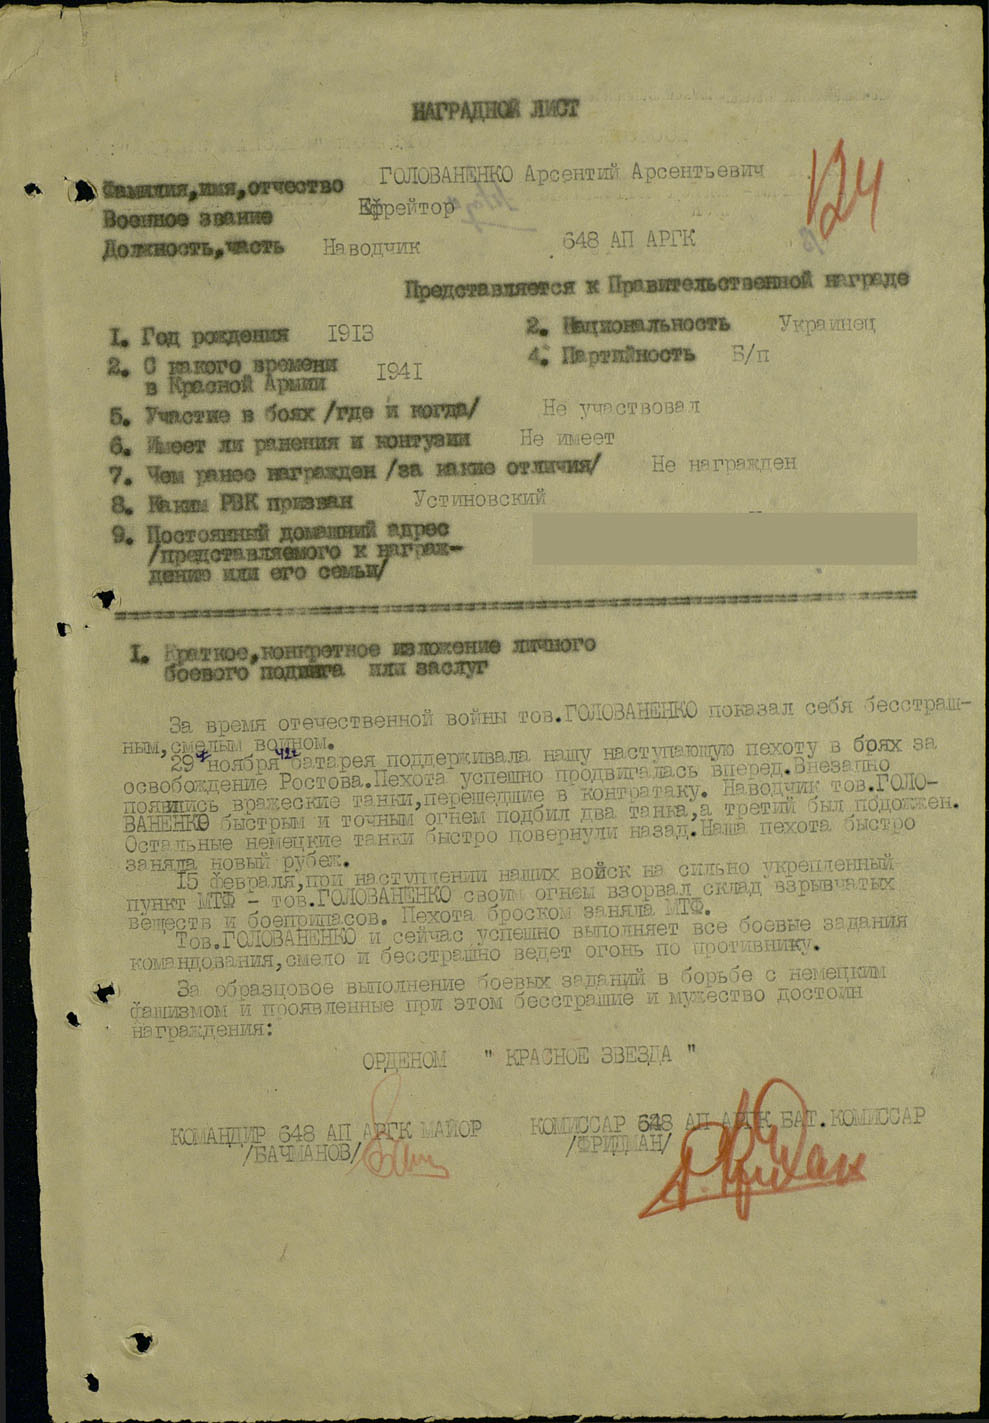 НАГРАДНОЙ ЛИСТ
124
Фамилия,имя,отчество ГОЛОВАНЕНКО Арсентий Арсентьевич
Военное звание Ефрейтор
Должность,часть Наводчик 648 АП АРГК
Представляется к Правительственной награде
1. Год рождения 1913 2. Национальность Украинец
2. С какого времени 4. Партийность Б/п
в Красной Армии 1941
5. Участие в боях /где и когда/ Не участвовал
6. Имеет ли ранения и контузии Не имеет
7. Чем ранее награжден /за какие отличия/ Не награжден
8. Каким РВК призван Устиновский
9. Постоянный домашний адрес
/представляемого к награж-
дению или его семьи/
I. Краткое,конкретное изложение личного
боевого подвига или заслуг
За время отечественной войны тов.ГОЛОВАНЕНКО показал себя бесстраш-
ным,смелым воином.
29 ноября батарея поддерживала нашу наступающую пехоту в боях за
освобождение Ростова.Пехота успешно продвигалась вперед.Внезапно
появились вражеские танки,перешедшие в контратаку. Наводчик тов.ГОЛО-
ВАНЕНКО быстрым и точным огнем подбил два танка,а третий был подожжен.
Остальные немецкие танки быстро повернули назад.Наша пехота быстро
заняла новый рубеж.
15 февраля,при наступлении наших войск на сильно укрепленный
пункт МТФ - тов.ГОЛОВАНЕНКО своим огнем взорвал склад взрывчатых
веществ и боеприпасов. Пехота броском заняла МТФ.
Тов.ГОЛОВАНЕНКО и сейчас успешно выполняет все боевые задания
командования,смело и бесстрашно ведет огонь по противнику.
За образцовое выполнение боевых заданий в борьбе с немецким
фашизмом и проявленные при этом бесстрашие и мужество достоин
награждения:
ОРДЕНОМ " КРАСНОЕ ЗВЕЗДА "
КОМАНДИР 648 АП АРГК МАЙОР КОМИССАР 648 АП АРГК БАТ.КОМИССАР
/БАЧМАНОВ/ /ФРИДМАН/